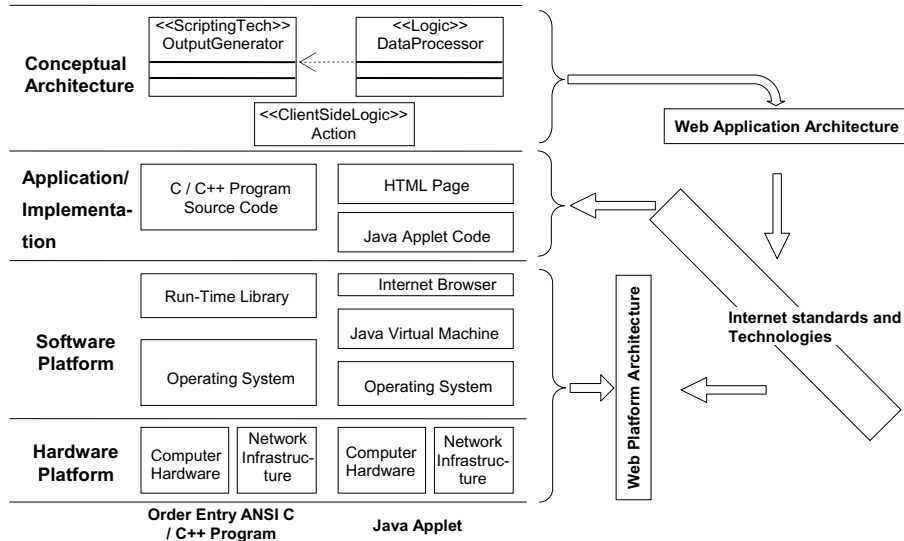 <<ScriptingTech>>
OutputGenerator
<<Logic>>
DataProcessor
Conceptual
Architecture
<<ClientSideLogic>>
Action
Web Application Architecture
Application/
Implementa-
tion
C / C++ Program
Source Code
HTML Page
Java Applet Code
Run-Time Library
Internet Browser
Java Virtual Machine
Software
Platform
Operating System
Operating System
Web Platform Architecture
Internet standards and
Technologies
Hardware
Platform
Computer
Hardware
Network
Infrastruc-
ture
Computer
Hardware
Network
Infrastruc-
ture
Order Entry ANSI C
/ C++ Program
Java Applet